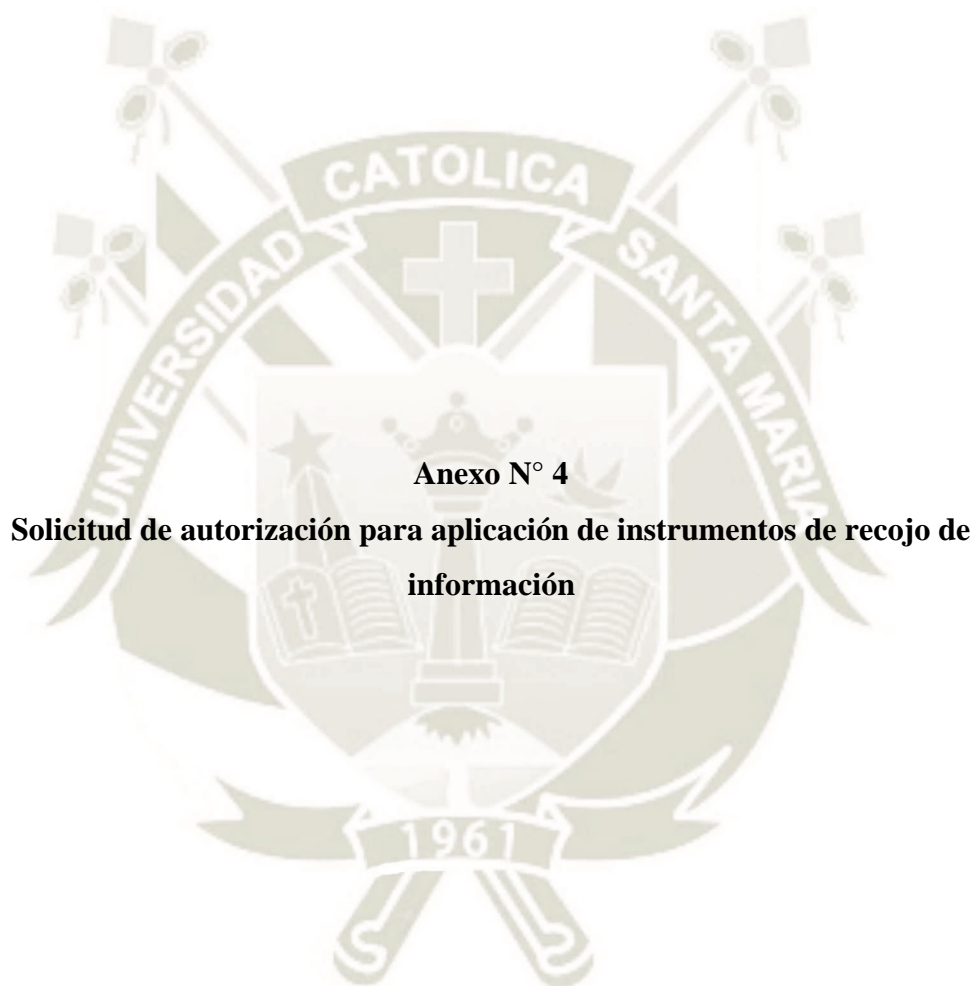 CATOLICA
UNIVERSIDAD
SANTA MARIA
Anexo N° 4
Solicitud de autorización para aplicación de instrumentos de recojo de
información
1961